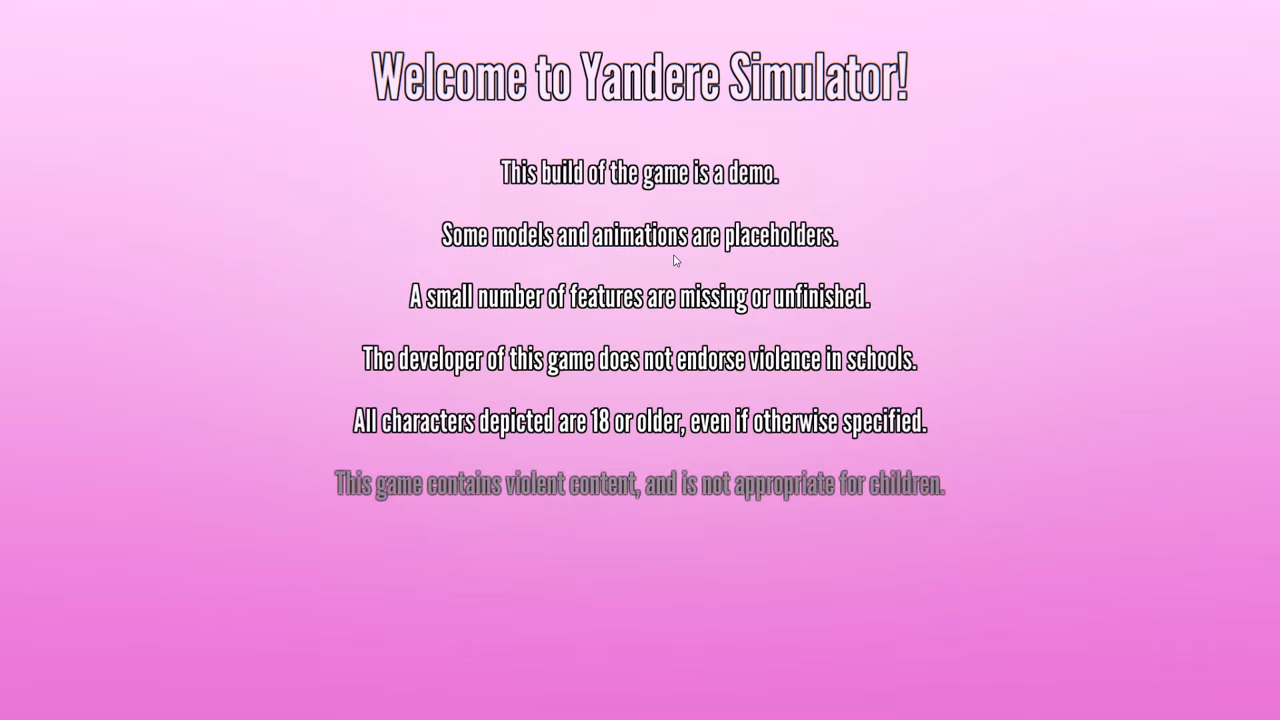 Welcome to Yandere Simulator!
This build of the game is a demo.
Some models and animations are placeholders.
A small number of features are missing or unfinished.
The developer of this game does not endorse violence in schools.
All characters depicted are 18 or older, even if otherwise specified.
This game contains violent content, and is not appropriate for children.